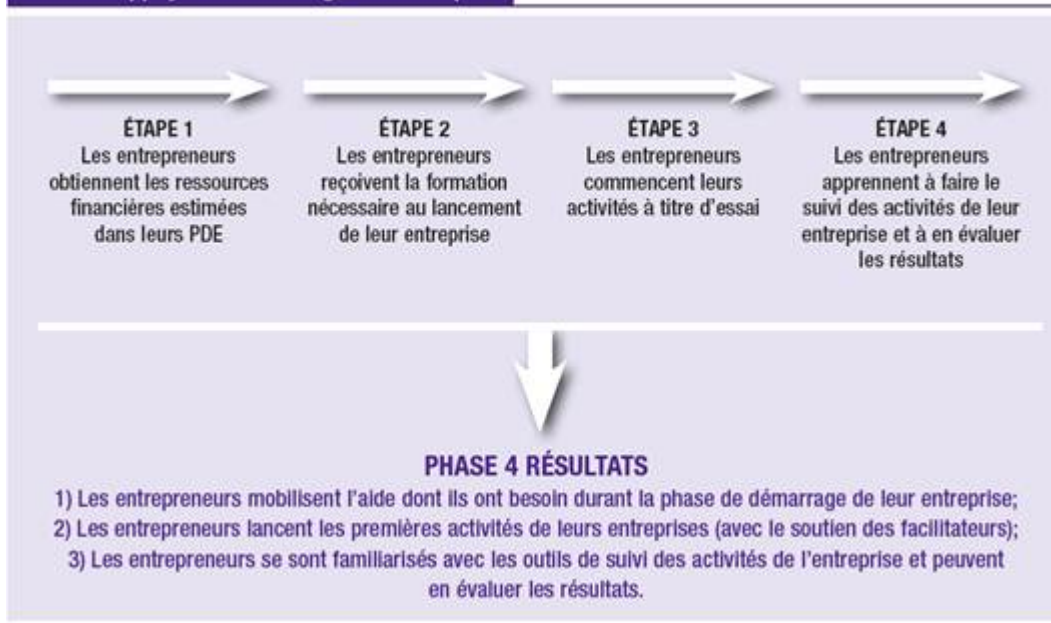 ÉTAPE 1
Les entrepreneurs
obtiennent les ressources
financières estimées
dans leurs PDE
ÉTAPE 2
Les entrepreneurs
reçoivent la formation
nécessaire au lancement
de leur entreprise
ÉTAPE 3
Les entrepreneurs
commencent leurs
activités à titre d'essai
ÉTAPE 4
Les entrepreneurs
apprennent à faire le
suivi des activités de leur
entreprise et à en évaluer
les résultats
PHASE 4 RÉSULTATS
1) Les entrepreneurs mobilisent l'aide dont ils ont besoin durant la phase de démarrage de leur entreprise;
2) Les entrepreneurs lancent les premières activités de leurs entreprises (avec le soutien des facilitateurs);
3) Les entrepreneurs se sont familiarisés avec les outils de suivi des activités de l'entreprise et peuvent
en évaluer les résultats.